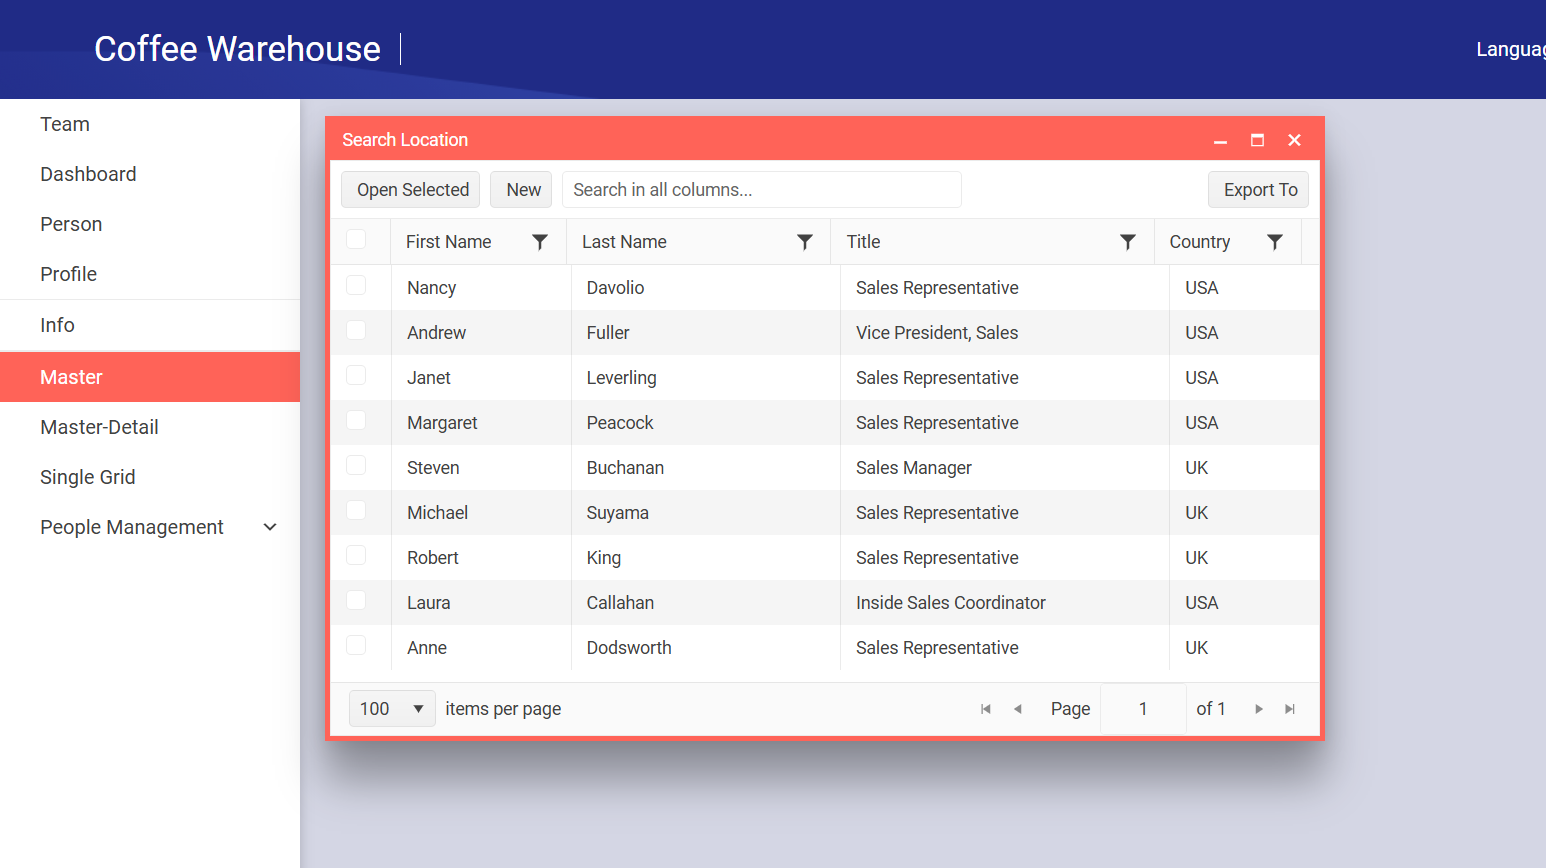 Coffee Warehouse
Team
Dashboard
Person
Profile
Info
Master
Master-Detail
Single Grid
People Management
Search Location
Open Selected New Search in all columns... Export To
First Name Last Name Title Country
Nancy Davolio Sales Representative USA
Andrew Fuller Vice President, Sales USA
Janet Leverling Sales Representative USA
Margaret Peacock Sales Representative USA
Steven Buchanan Sales Manager UK
Michael Suyama Sales Representative UK
Robert King Sales Representative UK
Laura Callahan Inside Sales Coordinator USA
Anne Dodsworth Sales Representative UK
100 items per page Page 1 of 1